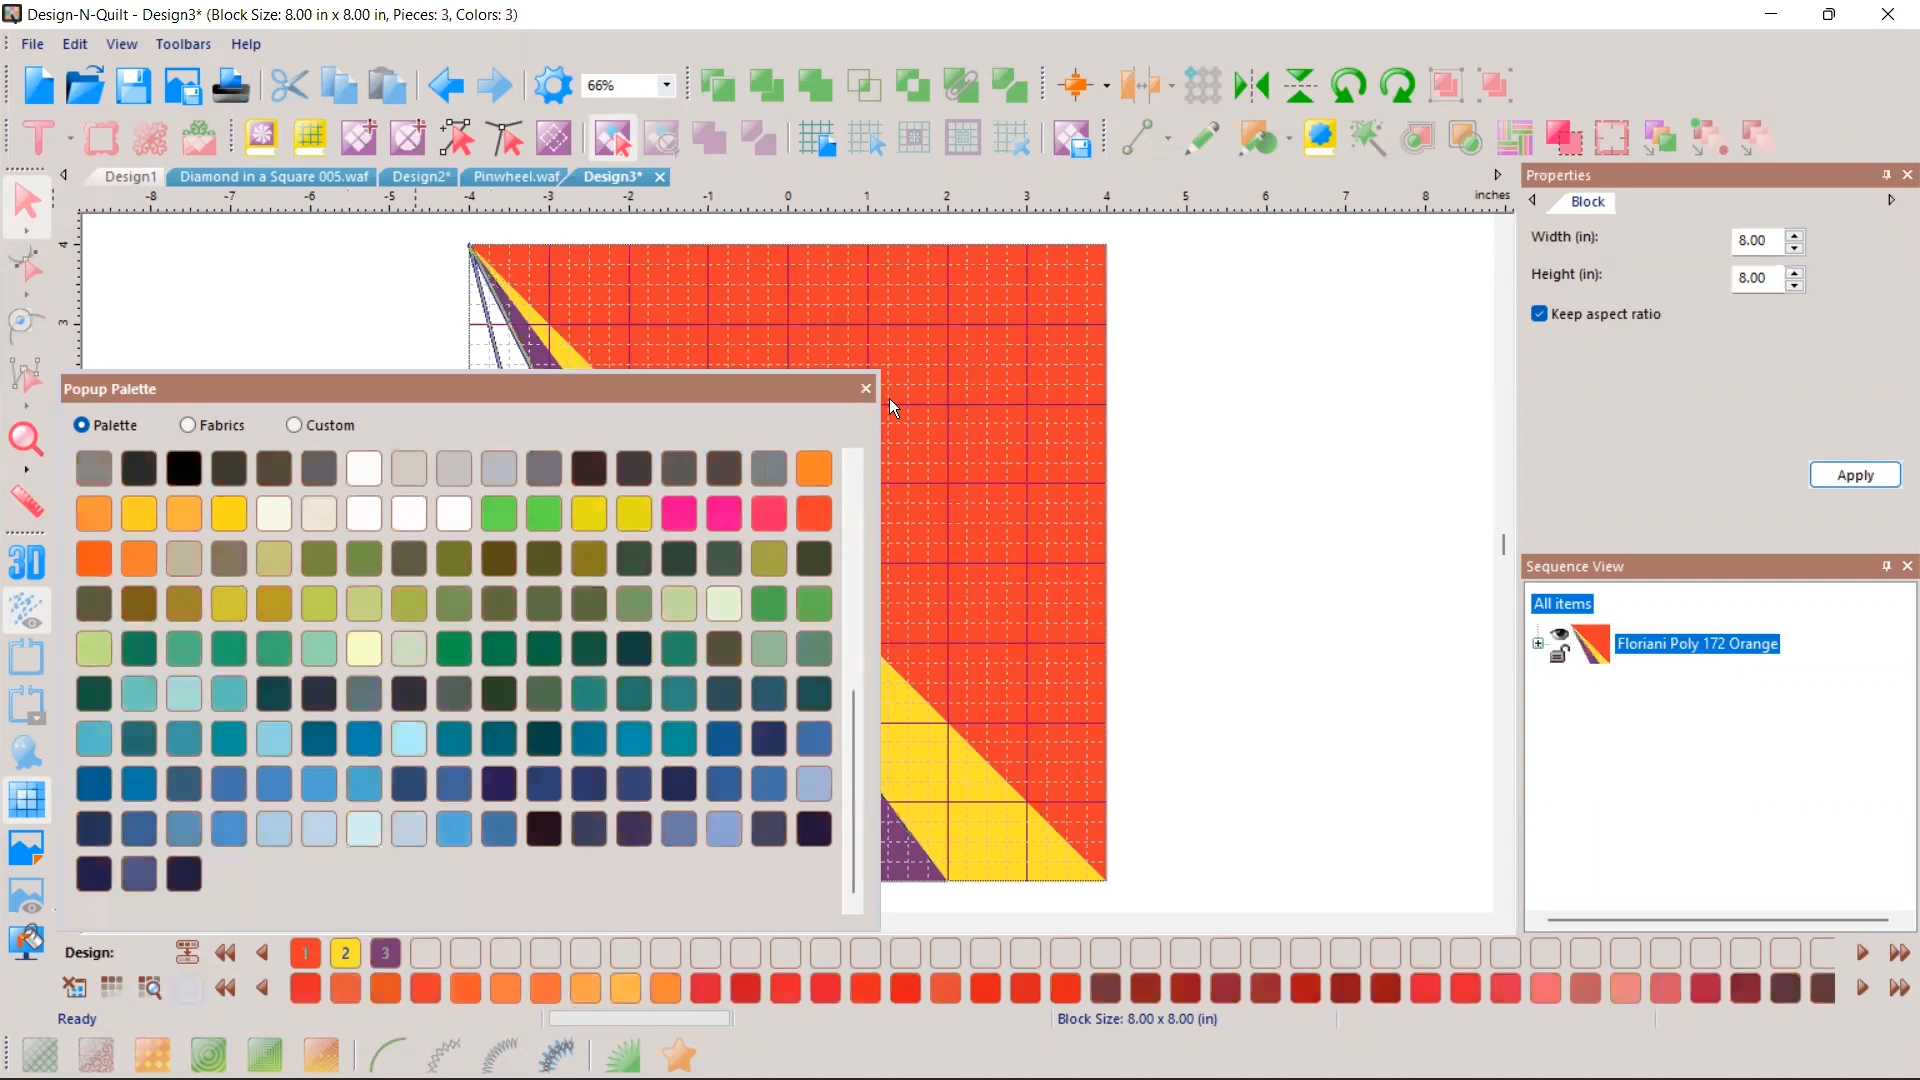 Design-N-Quilt - Design3* (Block Size: 8.00 in x 8.00 in, Pieces: 3, Colors: 3)
File Edit View Toolbars Help
66%
Design1 Diamond in a Square 005.waf Design2* Pinwheel.waf Design3*
-8 -7 -6 -5 -4 -3 -2 -1 0 1 2 3 4 5 6 7 8 inches
4
3
Properties
Block
Width (in): 8.00
Height (in): 8.00
Keep aspect ratio
Apply
Popup Palette
Palette Fabrics Custom
3D
Sequence View
All items
Floriani Poly 172 Orange
Design: 1 2 3
Ready Block Size: 8.00 x 8.00 (in)